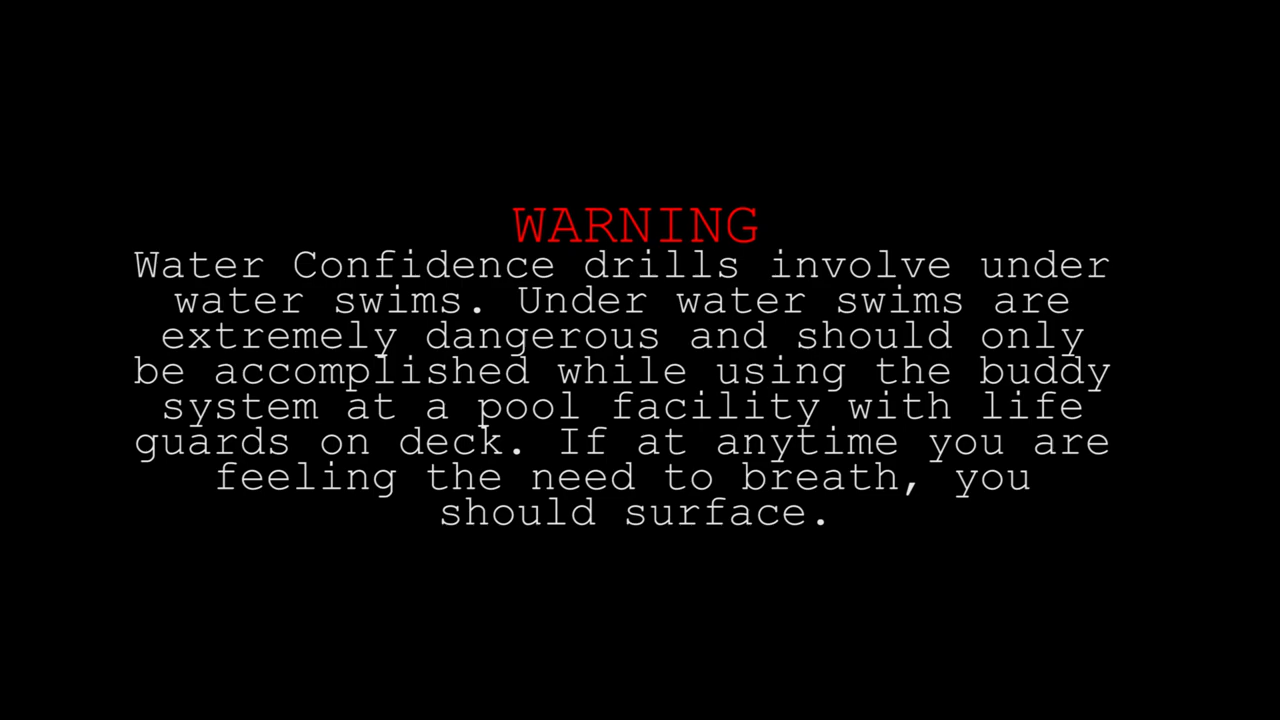 WARNING
Water Confidence drills involve under
water swims. Under water swims are
extremely dangerous and should only
be accomplished while using the buddy
system at a pool facility with life
guards on deck. If at anytime you are
feeling the need to breath, you
should surface.